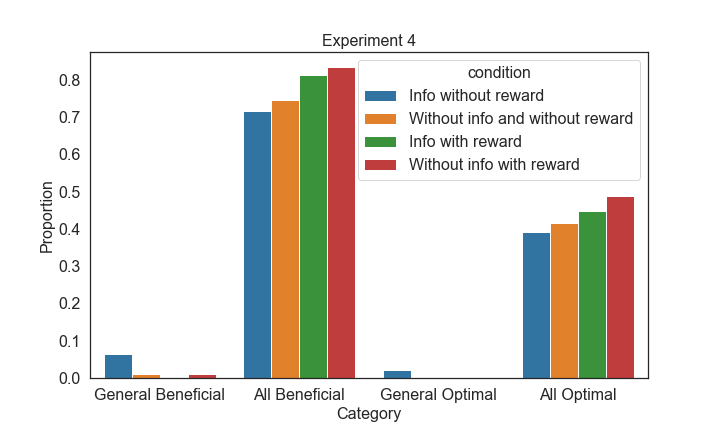 Experiment 4
condition
Info without reward
Without info and without reward
Info with reward
Without info with reward
Proportion
0.8
0.7
0.6
0.5
0.4
0.3
0.2
0.1
0.0
General Beneficial
All Beneficial
General Optimal
All Optimal
Category